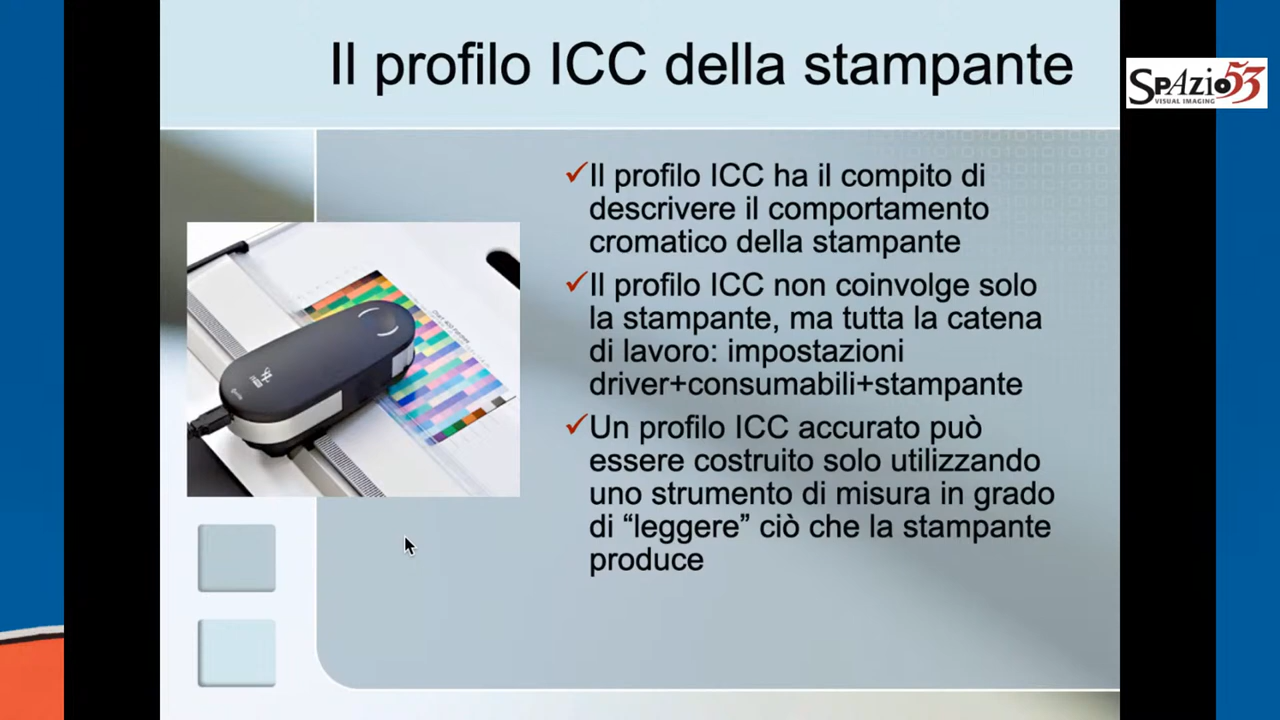 Il profilo ICC della stampante
SPAZIO53
VISUAL IMAGING
Il profilo ICC ha il compito di
descrivere il comportamento
cromatico della stampante
Il profilo ICC non coinvolge solo
la stampante, ma tutta la catena
di lavoro: impostazioni
driver+consumabili+stampante
Un profilo ICC accurato può
essere costruito solo utilizzando
uno strumento di misura in grado
di “leggere” ciò che la stampante
produce